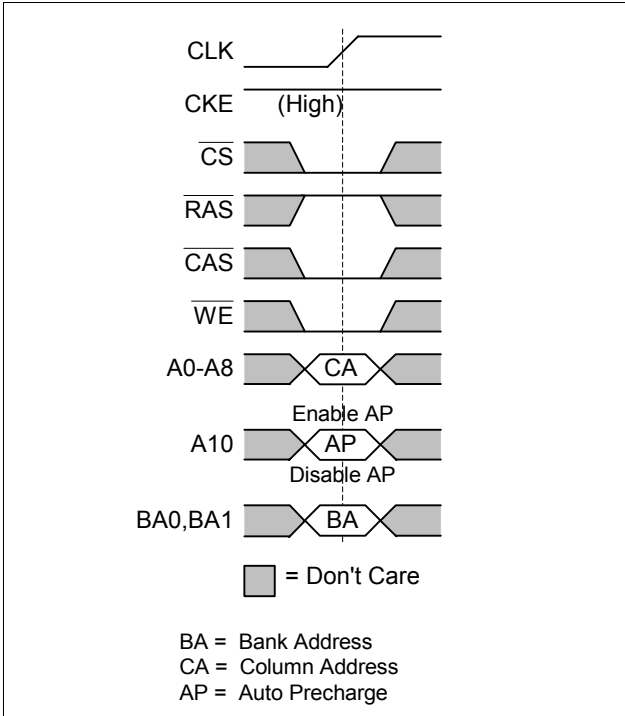 CLK
CKE (High)
CS
RAS
CAS
WE
A0-A8 CA
Enable AP
A10 AP
Disable AP
BA0,BA1 BA
= Don't Care
BA = Bank Address
CA = Column Address
AP = Auto Precharge